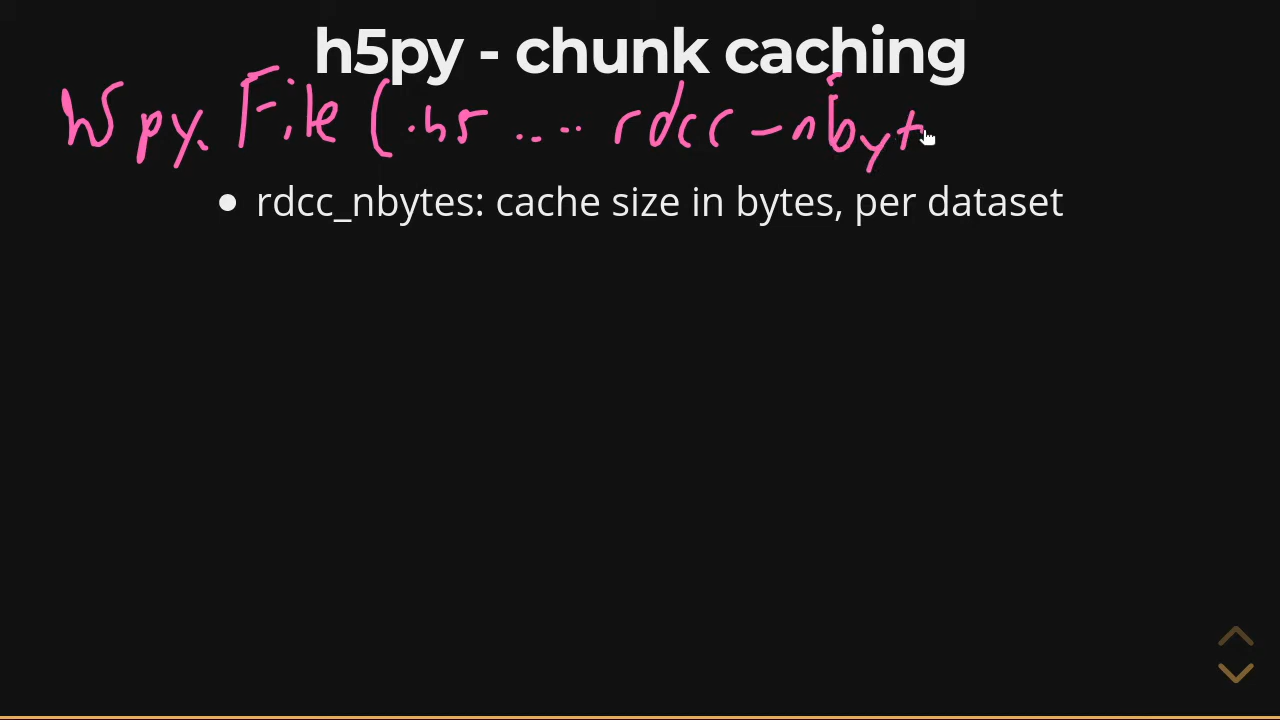 h5py - chunk caching
h5py.File(.h5 .... rdcc_nbyt
rdcc_nbytes: cache size in bytes, per dataset